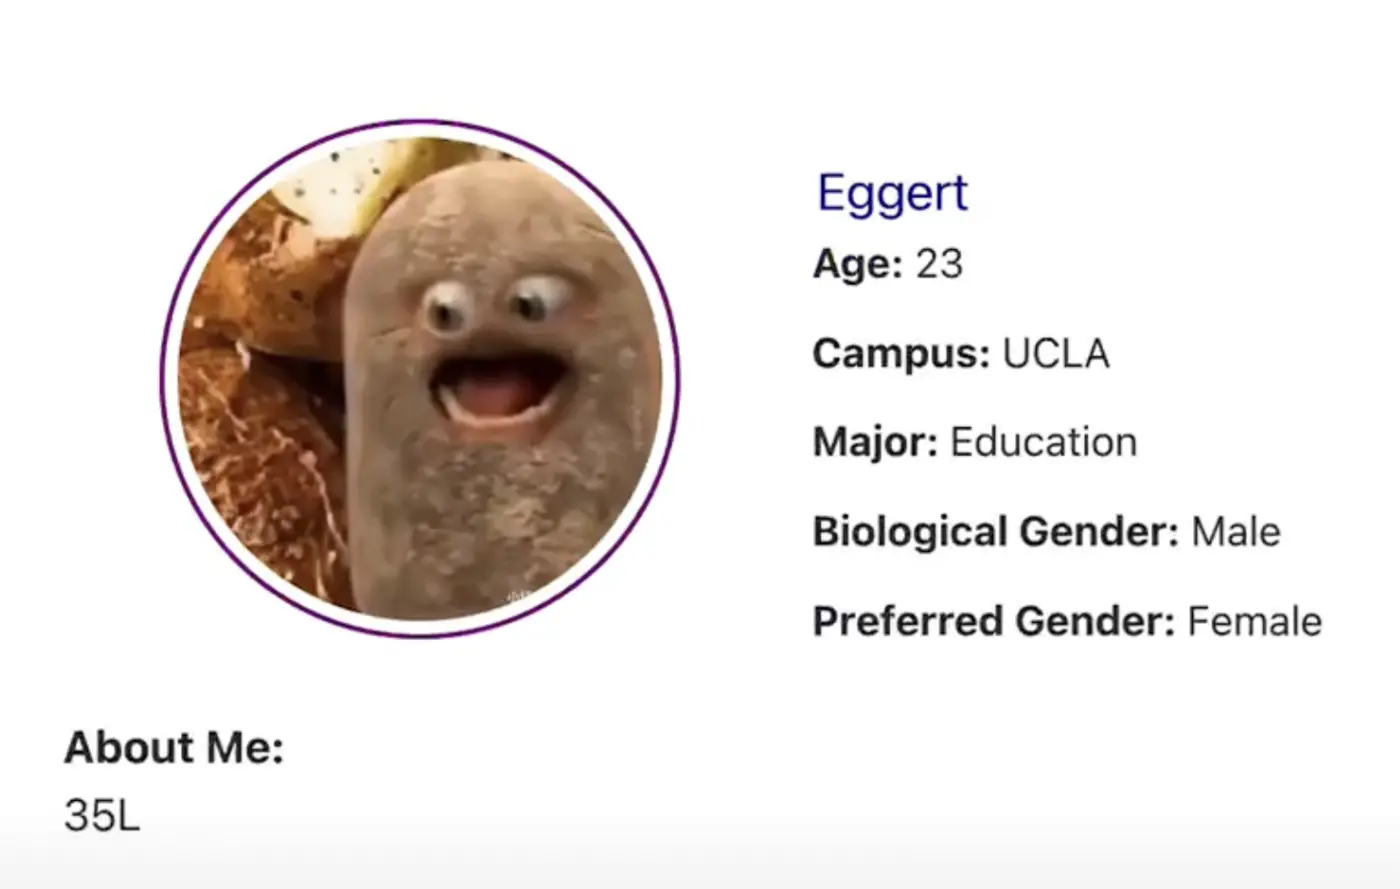 Eggert
Age: 23
Campus: UCLA
Major: Education
Biological Gender: Male
Preferred Gender: Female
About Me:
35L